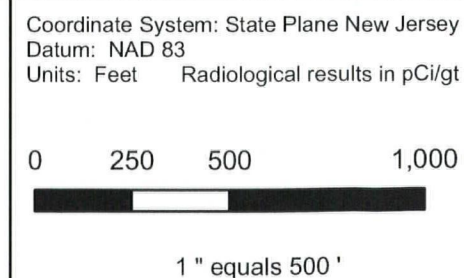 Coordinate System: State Plane New Jersey
Datum: NAD 83
Units: Feet Radiological results in pCi/gt
0 250 500 1,000
1 " equals 500 '